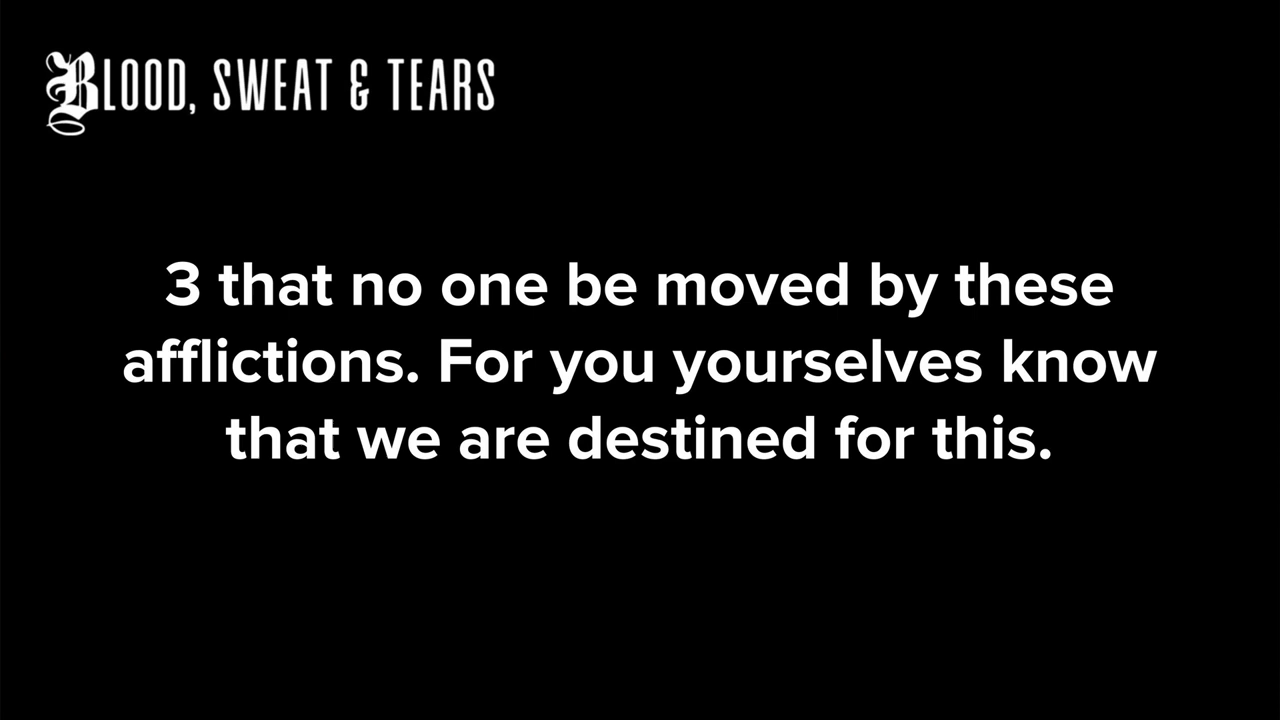 BLOOD, SWEAT & TEARS
3 that no one be moved by these
afflictions. For you yourselves know
that we are destined for this.